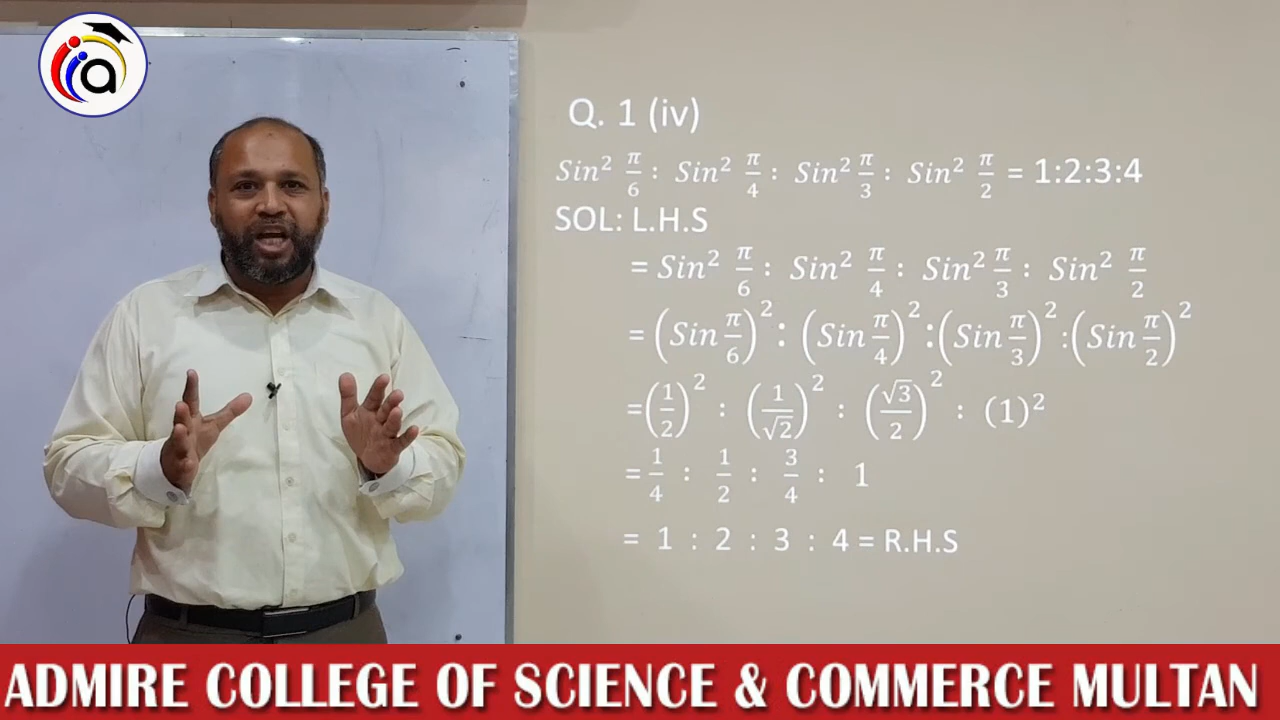 Q. 1 (iv)
Sin² π/6 : Sin² π/4 : Sin² π/3 : Sin² π/2 = 1:2:3:4
SOL: L.H.S
= Sin² π/6 : Sin² π/4 : Sin² π/3 : Sin² π/2
= (Sin π/6)² : (Sin π/4)² : (Sin π/3)² : (Sin π/2)²
= (1/2)² : (1/√2)² : (√3/2)² : (1)²
= 1/4 : 1/2 : 3/4 : 1
= 1 : 2 : 3 : 4 = R.H.S
ADMIRE COLLEGE OF SCIENCE & COMMERCE MULTAN